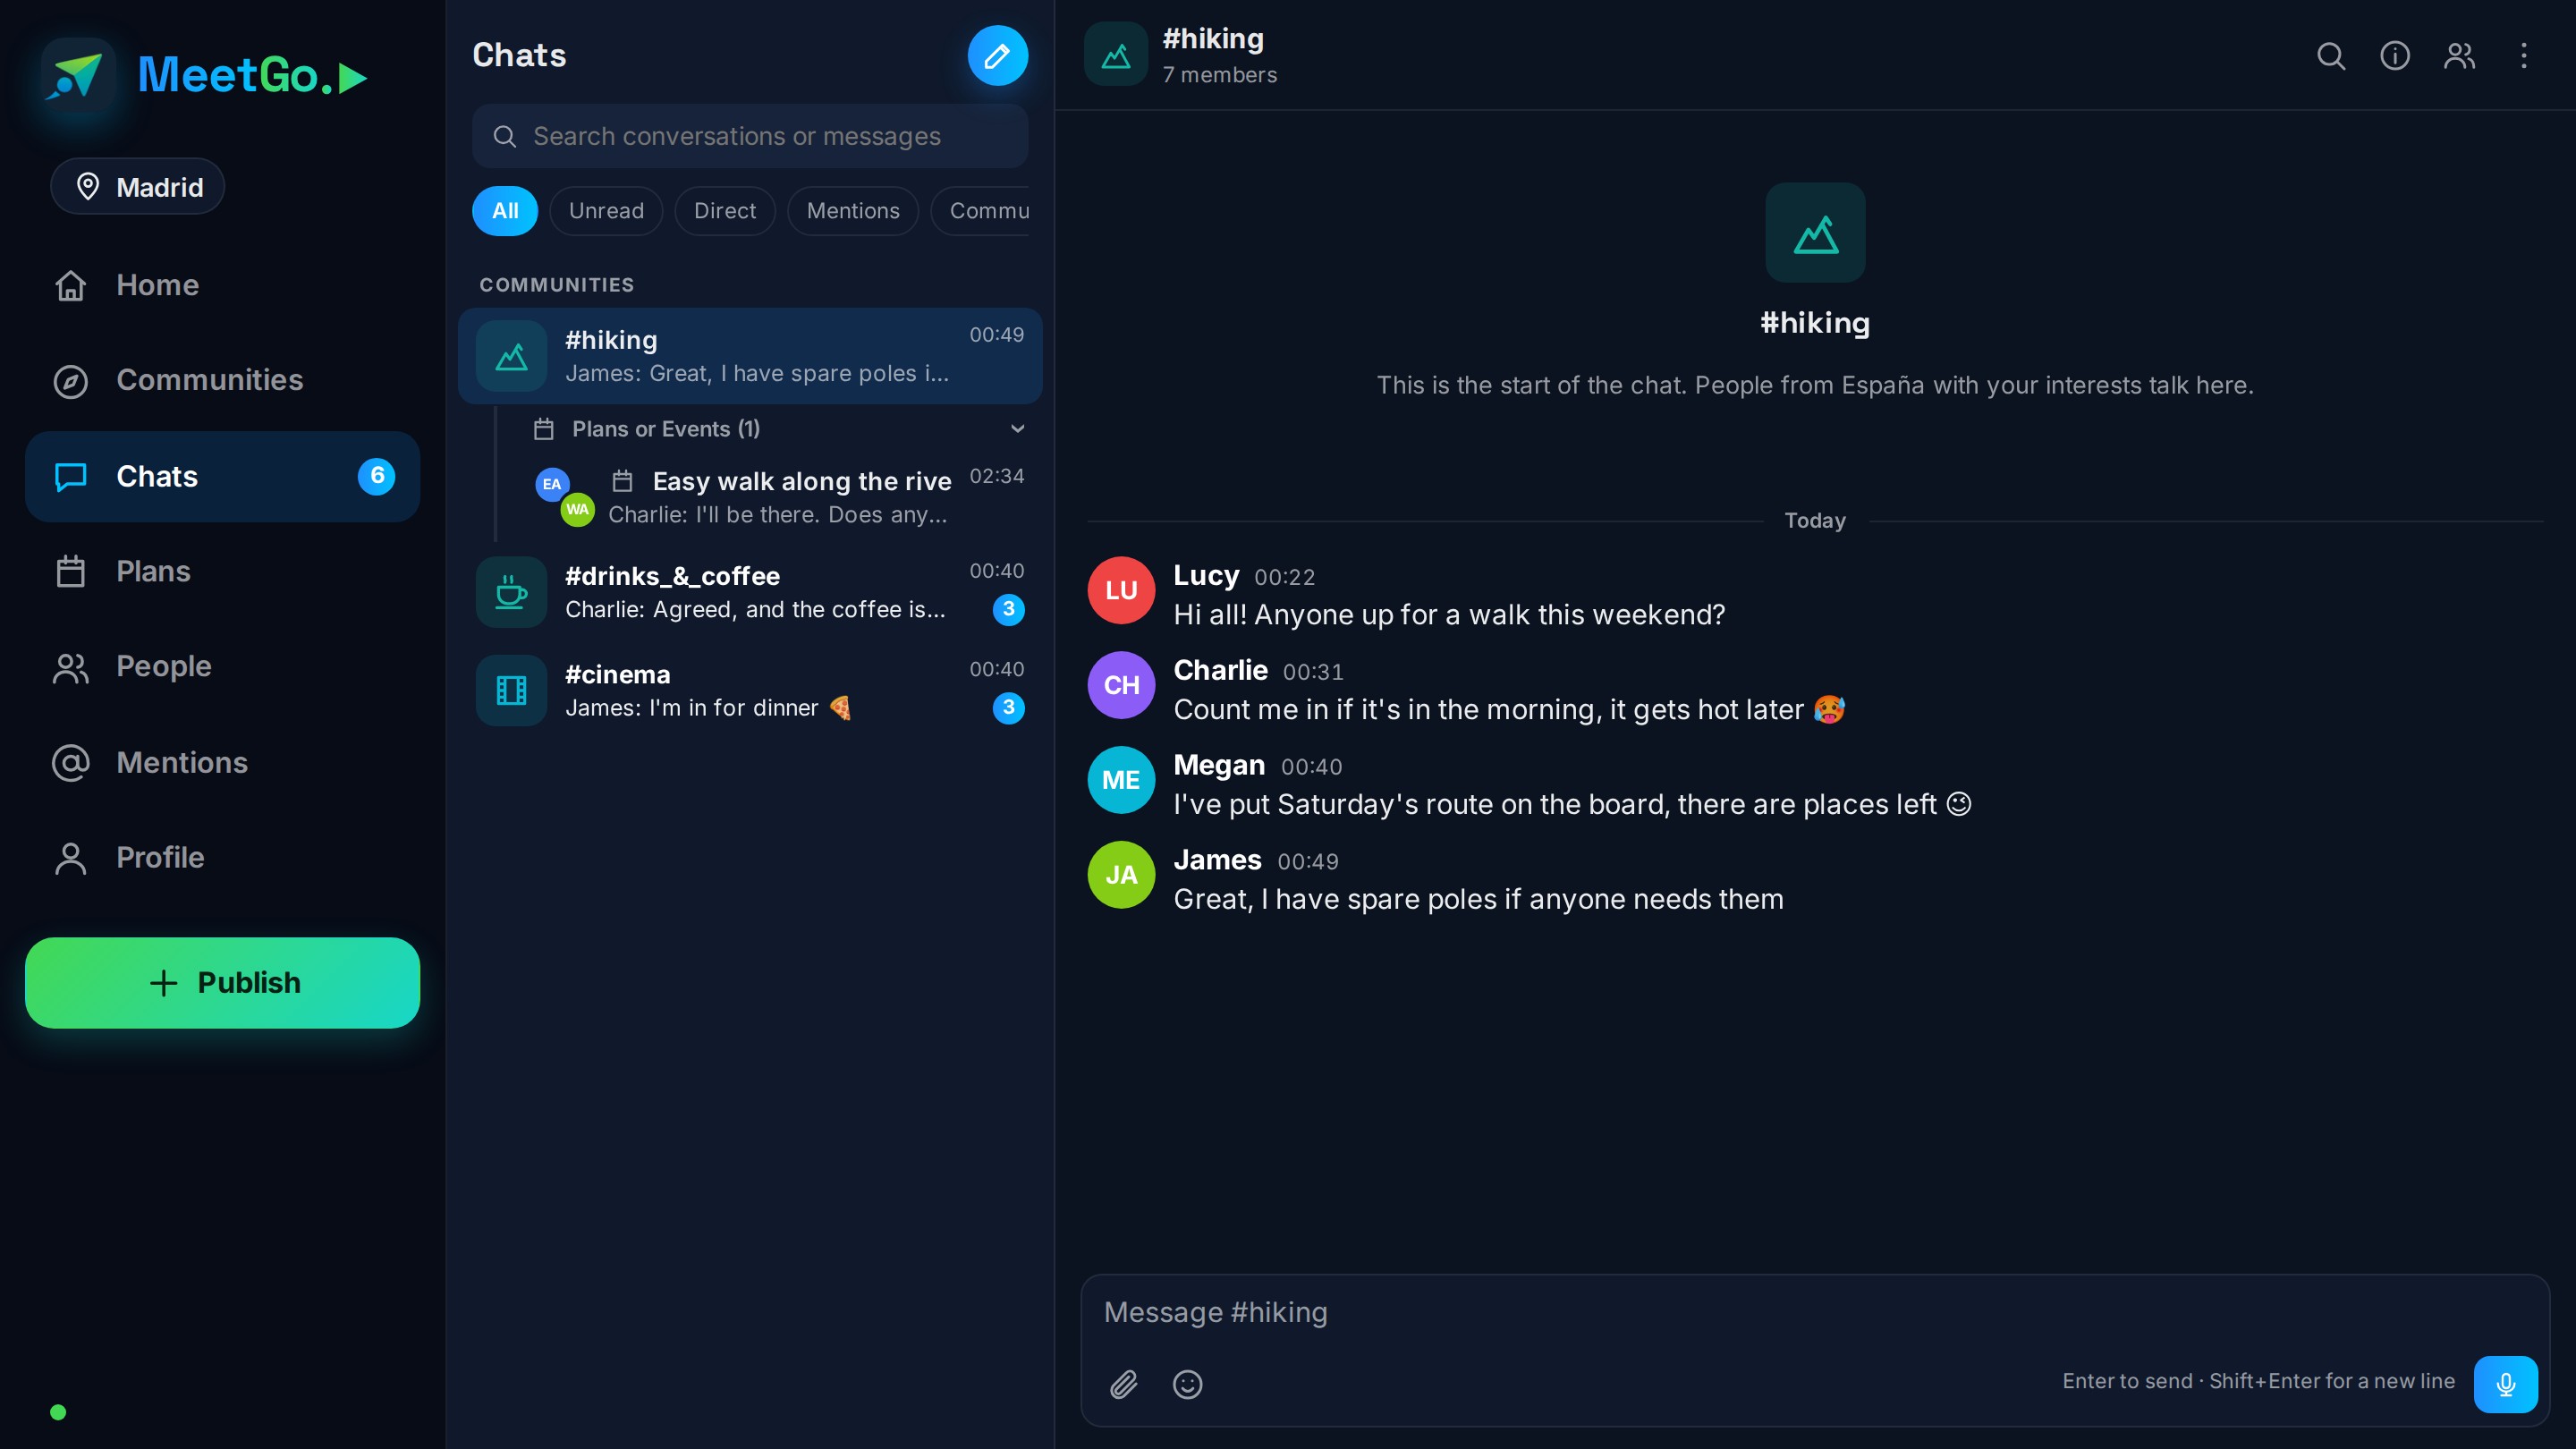 MeetGo.
Madrid
Home
Communities
Chats
6
Plans
People
Mentions
Profile
Publish
Chats
Search conversations or messages
All
Unread
Direct
Mentions
Commu
COMMUNITIES
#hiking
00:49
James: Great, I have spare poles i...
Plans or Events (1)
EA
WA
Easy walk along the rive
02:34
Charlie: I'll be there. Does any...
#drinks_&_coffee
00:40
Charlie: Agreed, and the coffee is...
3
#cinema
00:40
James: I'm in for dinner 🍕
3
#hiking
7 members
#hiking
This is the start of the chat. People from España with your interests talk here.
Today
LU
Lucy 00:22
Hi all! Anyone up for a walk this weekend?
CH
Charlie 00:31
Count me in if it's in the morning, it gets hot later 🥵
ME
Megan 00:40
I've put Saturday's route on the board, there are places left 😉
JA
James 00:49
Great, I have spare poles if anyone needs them
Message #hiking
Enter to send · Shift+Enter for a new line